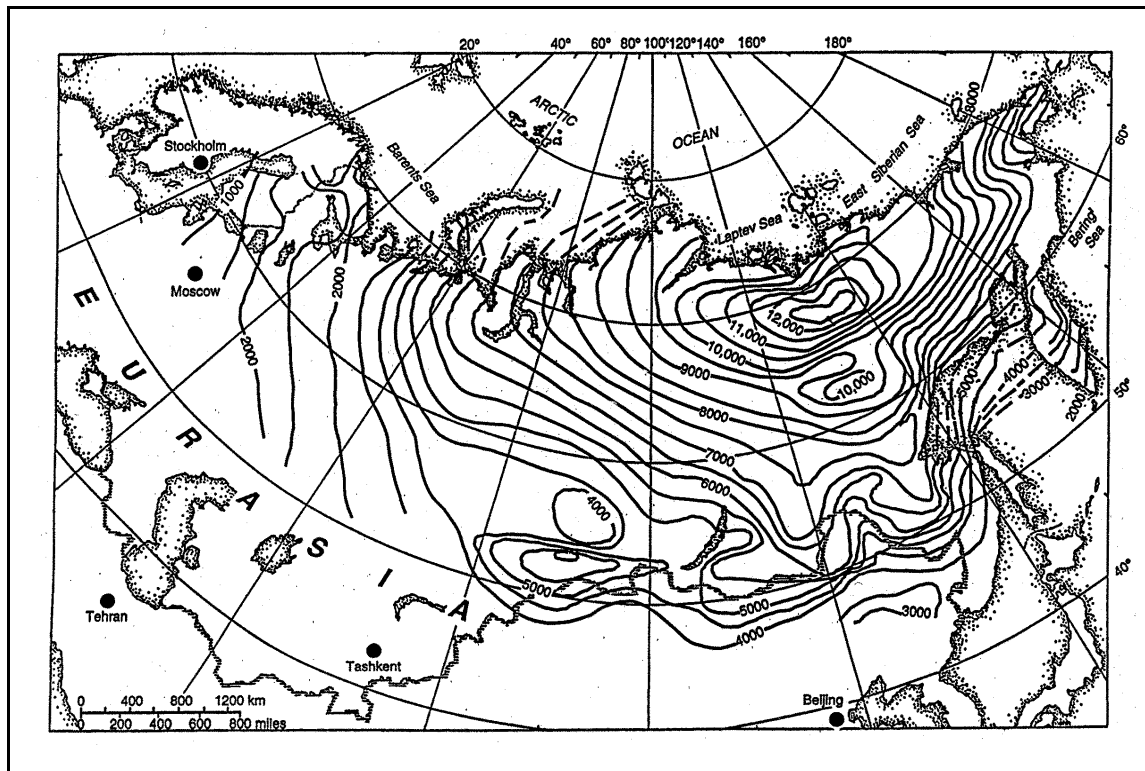 20° 40° 60° 80° 100° 120° 140° 160° 180°
ARCTIC
OCEAN
Barents Sea
Laptev Sea
East Siberian Sea
Bering Sea
60°
50°
40°
Stockholm
Moscow
Tehran
Tashkent
Beijing
EURASIA
1000
2000
2000
4000
5000
12,000
11,000
10,000
9000
10,000
8000
7000
6000
5000
4000
3000
5000
4000
3000
2000
0 400 800 1200 km
0 200 400 600 800 miles